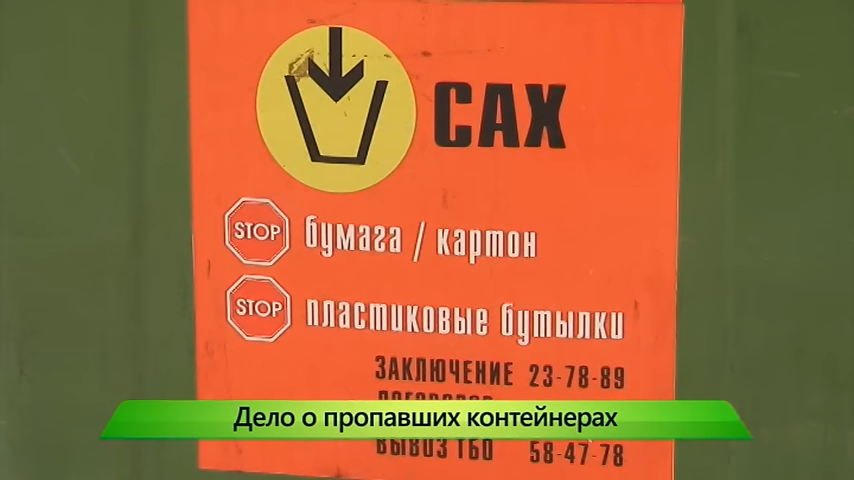 САХ
STOP бумага / картон
STOP пластиковые бутылки
ЗАКЛЮЧЕНИЕ 23-78-89
Дело о пропавших контейнерах
ВЫВОЗ ТБО 58-47-78